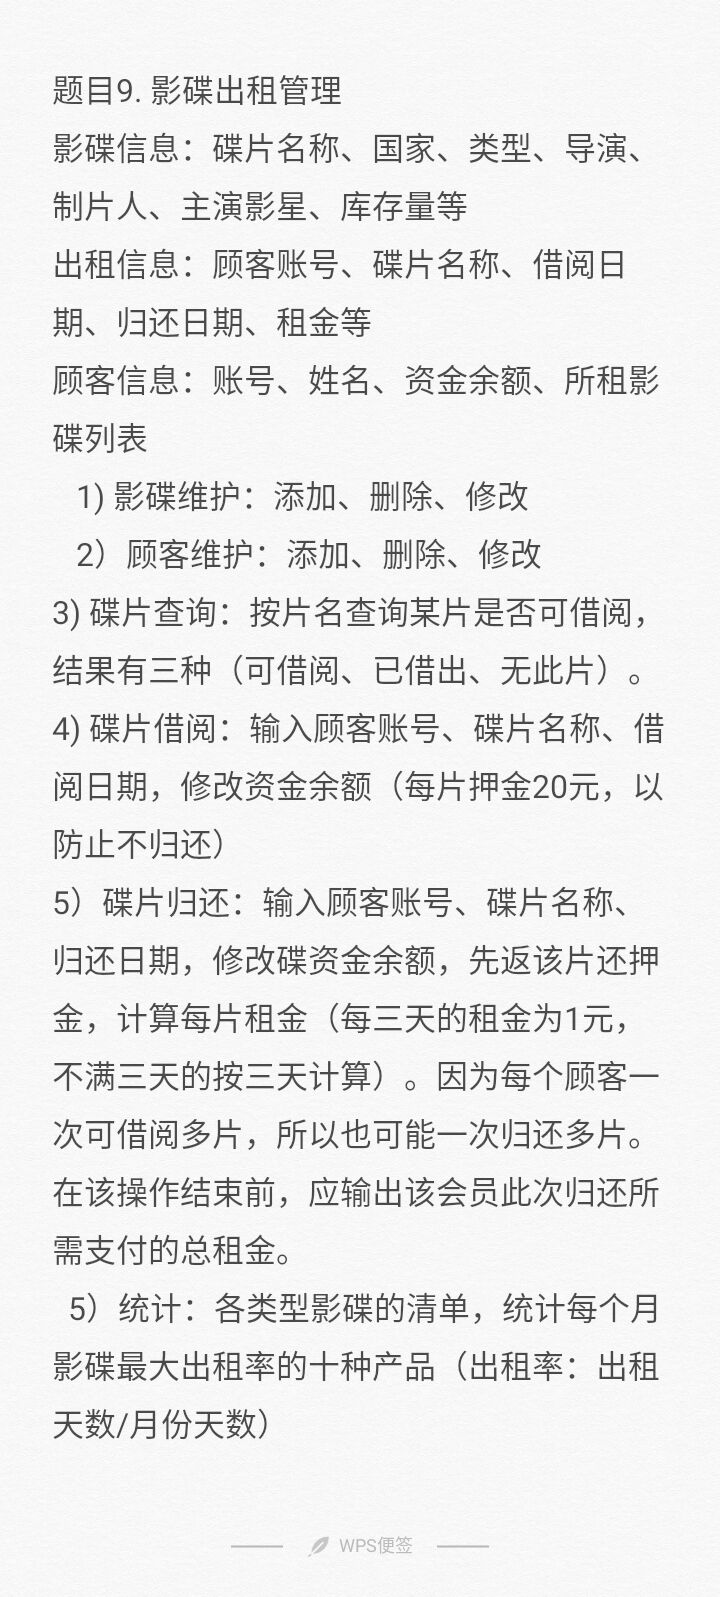 题目9. 影碟出租管理
影碟信息：碟片名称、国家、类型、导演、
制片人、主演影星、库存量等
出租信息：顾客账号、碟片名称、借阅日
期、归还日期、租金等
顾客信息：账号、姓名、资金余额、所租影
碟列表
1) 影碟维护：添加、删除、修改
2）顾客维护：添加、删除、修改
3) 碟片查询：按片名查询某片是否可借阅，
结果有三种（可借阅、已借出、无此片）。
4) 碟片借阅：输入顾客账号、碟片名称、借
阅日期，修改资金余额（每片押金20元，以
防止不归还）
5）碟片归还：输入顾客账号、碟片名称、
归还日期，修改碟资金余额，先返该片还押
金，计算每片租金（每三天的租金为1元，
不满三天的按三天计算）。因为每个顾客一
次可借阅多片，所以也可能一次归还多片。
在该操作结束前，应输出该会员此次归还所
需支付的总租金。
5）统计：各类型影碟的清单，统计每个月
影碟最大出租率的十种产品（出租率：出租
天数/月份天数）
WPS便签